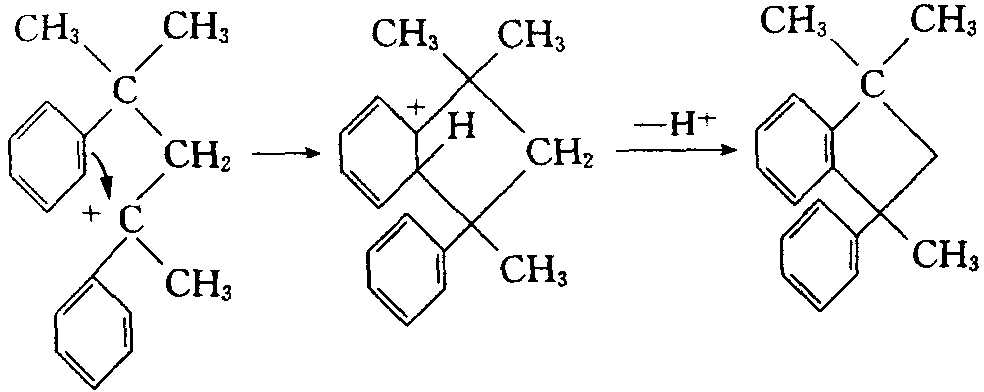 CH₃ CH₃ CH₃ CH₃ CH₃ CH₃
C + H —H⁺ C
CH₂ CH₂
+ C
CH₃ CH₃ CH₃